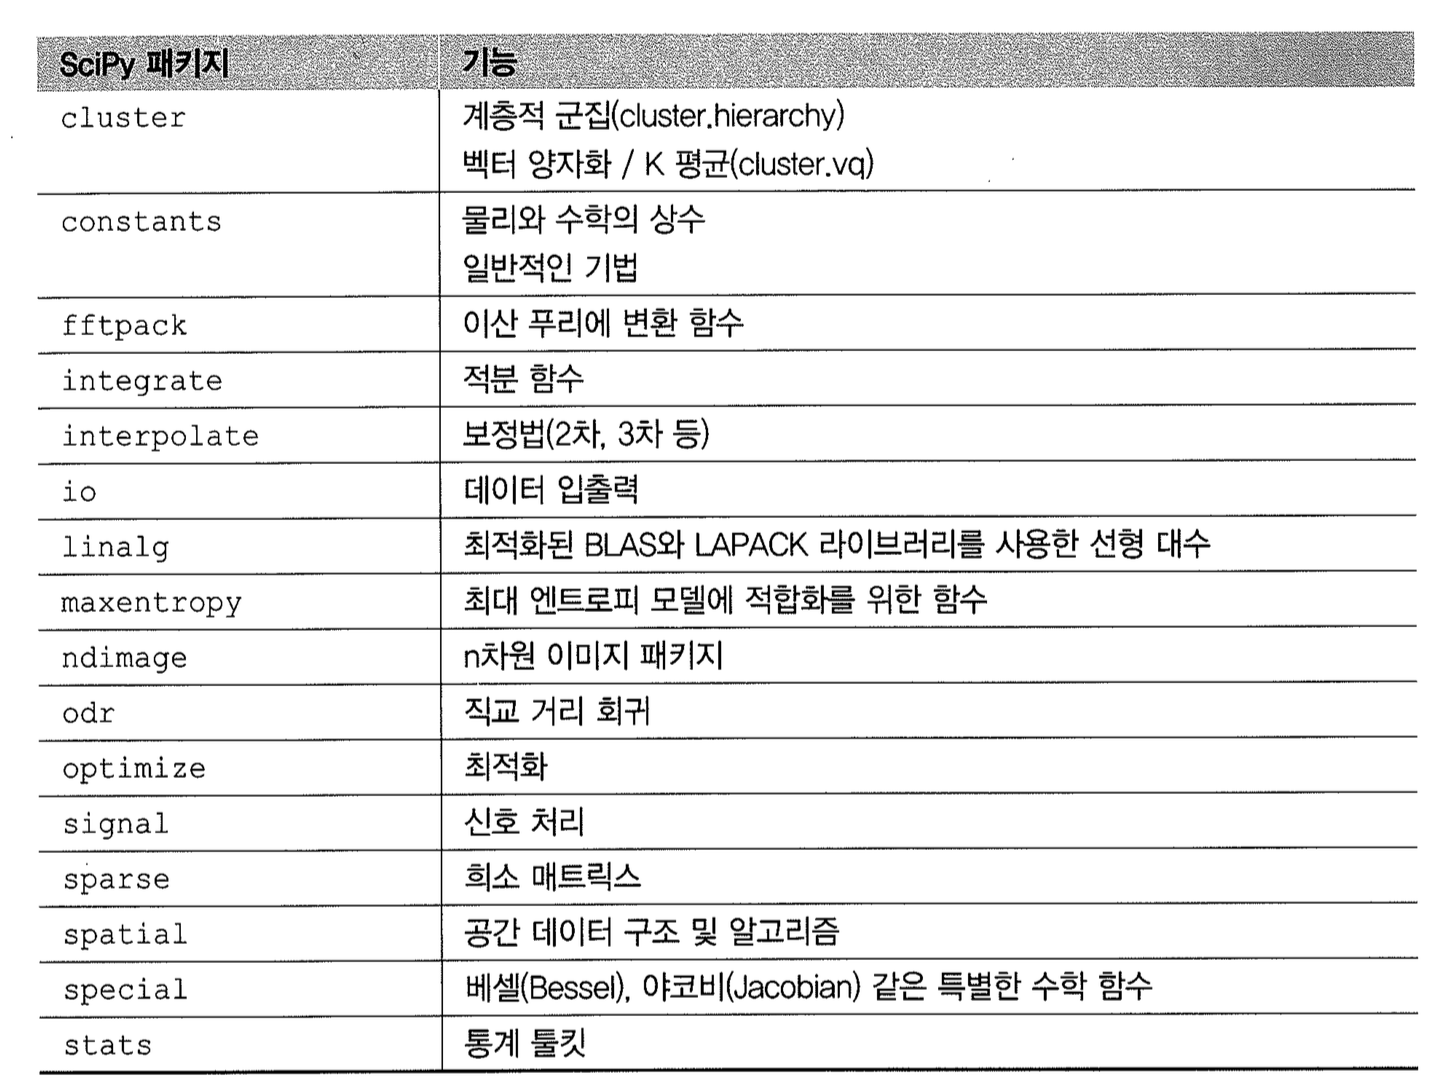 SciPy 패키지 기능
cluster 계층적 군집(cluster.hierarchy)
벡터 양자화 / K 평균(cluster.vq)
constants 물리와 수학의 상수
일반적인 기법
fftpack 이산 푸리에 변환 함수
integrate 적분 함수
interpolate 보정법(2차, 3차 등)
io 데이터 입출력
linalg 최적화된 BLAS와 LAPACK 라이브러리를 사용한 선형 대수
maxentropy 최대 엔트로피 모델에 적합화를 위한 함수
ndimage n차원 이미지 패키지
odr 직교 거리 회귀
optimize 최적화
signal 신호 처리
sparse 희소 매트릭스
spatial 공간 데이터 구조 및 알고리즘
special 베셀(Bessel), 야코비(Jacobian) 같은 특별한 수학 함수
stats 통계 툴킷